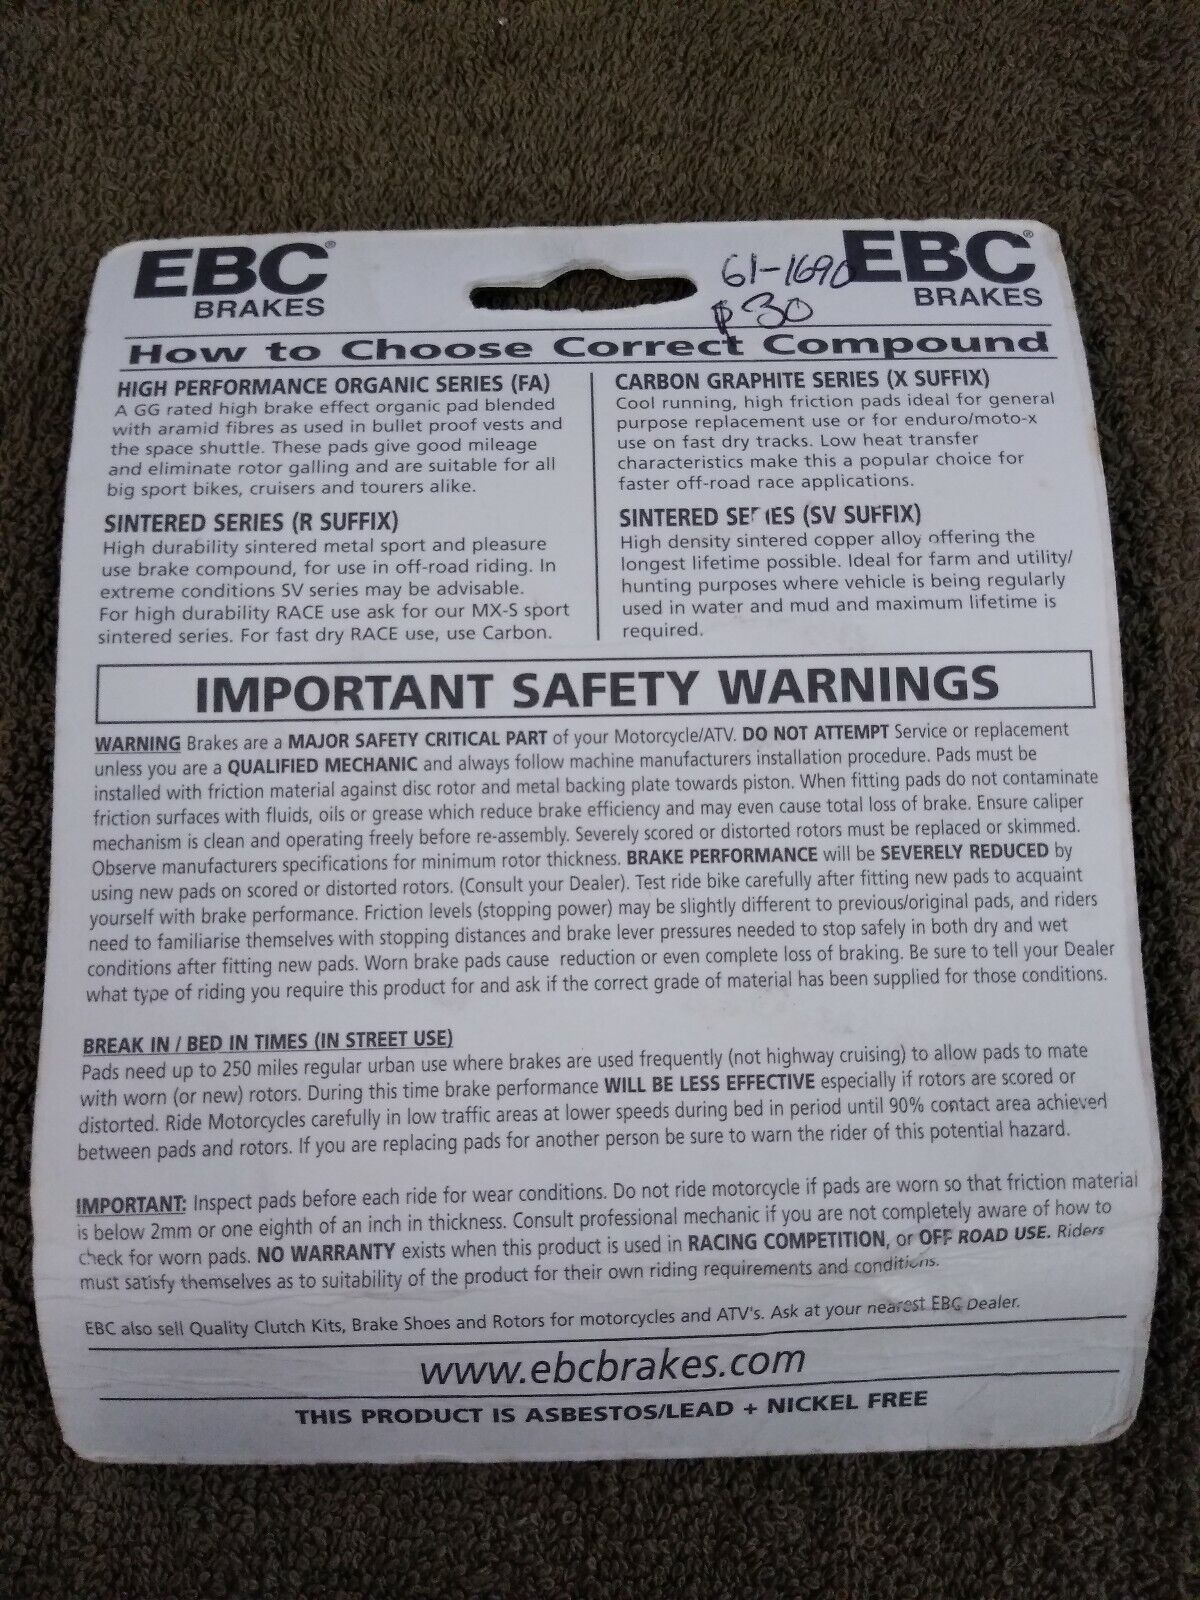 EBC®
BRAKES
61-1690
$30
EBC®
BRAKES
How to Choose Correct Compound
HIGH PERFORMANCE ORGANIC SERIES (FA)
A GG rated high brake effect organic pad blended
with aramid fibres as used in bullet proof vests and
the space shuttle. These pads give good mileage
and eliminate rotor galling and are suitable for all
big sport bikes, cruisers and tourers alike.
SINTERED SERIES (R SUFFIX)
High durability sintered metal sport and pleasure
use brake compound, for use in off-road riding. In
extreme conditions SV series may be advisable.
For high durability RACE use ask for our MX-S sport
sintered series. For fast dry RACE use, use Carbon.
CARBON GRAPHITE SERIES (X SUFFIX)
Cool running, high friction pads ideal for general
purpose replacement use or for enduro/moto-x
use on fast dry tracks. Low heat transfer
characteristics make this a popular choice for
faster off-road race applications.
SINTERED SERIES (SV SUFFIX)
High density sintered copper alloy offering the
longest lifetime possible. Ideal for farm and utility/
hunting purposes where vehicle is being regularly
used in water and mud and maximum lifetime is
required.
IMPORTANT SAFETY WARNINGS
WARNING Brakes are a MAJOR SAFETY CRITICAL PART of your Motorcycle/ATV. DO NOT ATTEMPT Service or replacement
unless you are a QUALIFIED MECHANIC and always follow machine manufacturers installation procedure. Pads must be
installed with friction material against disc rotor and metal backing plate towards piston. When fitting pads do not contaminate
friction surfaces with fluids, oils or grease which reduce brake efficiency and may even cause total loss of brake. Ensure caliper
mechanism is clean and operating freely before re-assembly. Severely scored or distorted rotors must be replaced or skimmed.
Observe manufacturers specifications for minimum rotor thickness. BRAKE PERFORMANCE will be SEVERELY REDUCED by
using new pads on scored or distorted rotors. (Consult your Dealer). Test ride bike carefully after fitting new pads to acquaint
yourself with brake performance. Friction levels (stopping power) may be slightly different to previous/original pads, and riders
need to familiarise themselves with stopping distances and brake lever pressures needed to stop safely in both dry and wet
conditions after fitting new pads. Worn brake pads cause reduction or even complete loss of braking. Be sure to tell your Dealer
what type of riding you require this product for and ask if the correct grade of material has been supplied for those conditions.
BREAK IN / BED IN TIMES (IN STREET USE)
Pads need up to 250 miles regular urban use where brakes are used frequently (not highway cruising) to allow pads to mate
with worn (or new) rotors. During this time brake performance WILL BE LESS EFFECTIVE especially if rotors are scored or
distorted. Ride Motorcycles carefully in low traffic areas at lower speeds during bed in period until 90% contact area achieved
between pads and rotors. If you are replacing pads for another person be sure to warn the rider of this potential hazard.
IMPORTANT: Inspect pads before each ride for wear conditions. Do not ride motorcycle if pads are worn so that friction material
is below 2mm or one eighth of an inch in thickness. Consult professional mechanic if you are not completely aware of how to
check for worn pads. NO WARRANTY exists when this product is used in RACING COMPETITION, or OFF ROAD USE. Riders
must satisfy themselves as to suitability of the product for their own riding requirements and conditions.
EBC also sell Quality Clutch Kits, Brake Shoes and Rotors for motorcycles and ATV's. Ask at your nearest EBC Dealer.
www.ebcbrakes.com
THIS PRODUCT IS ASBESTOS/LEAD + NICKEL FREE